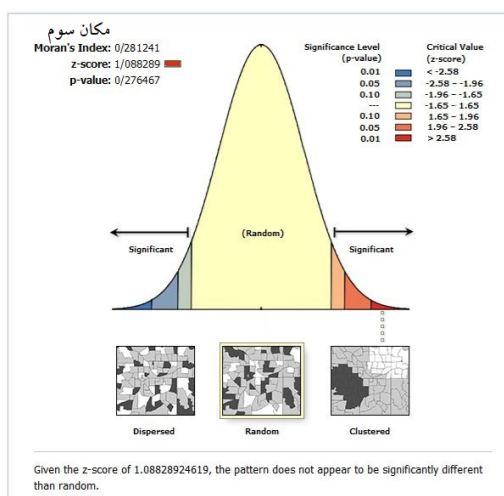 مکان سوم
Moran's Index: 0/281241
z-score: 1/088289
p-value: 0/276467
Significance Level
(p-value)
Critical Value
(z-score)
0.01 < -2.58
0.05 -2.58 – -1.96
0.10 -1.96 – -1.65
--- -1.65 – 1.65
0.10 1.65 – 1.96
0.05 1.96 – 2.58
0.01 > 2.58
(Random)
Significant
Significant
Dispersed
Random
Clustered
Given the z-score of 1.08828924619, the pattern does not appear to be significantly different
than random.